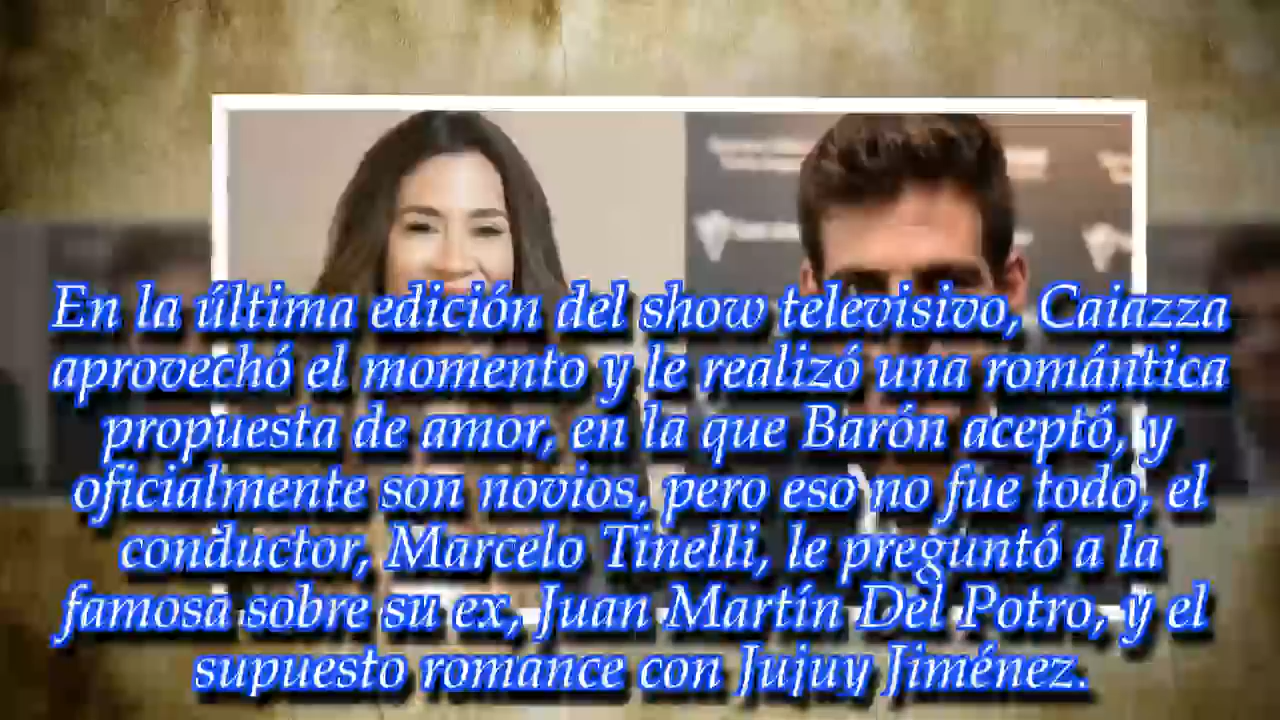 En la última edición del show televisivo, Caiazza
aprovechó el momento y le realizó una romántica
propuesta de amor, en la que Barón aceptó, y
oficialmente son novios, pero eso no fue todo, el
conductor, Marcelo Tinelli, le preguntó a la
famosa sobre su ex, Juan Martín Del Potro, y el
supuesto romance con Jujuy Jiménez.